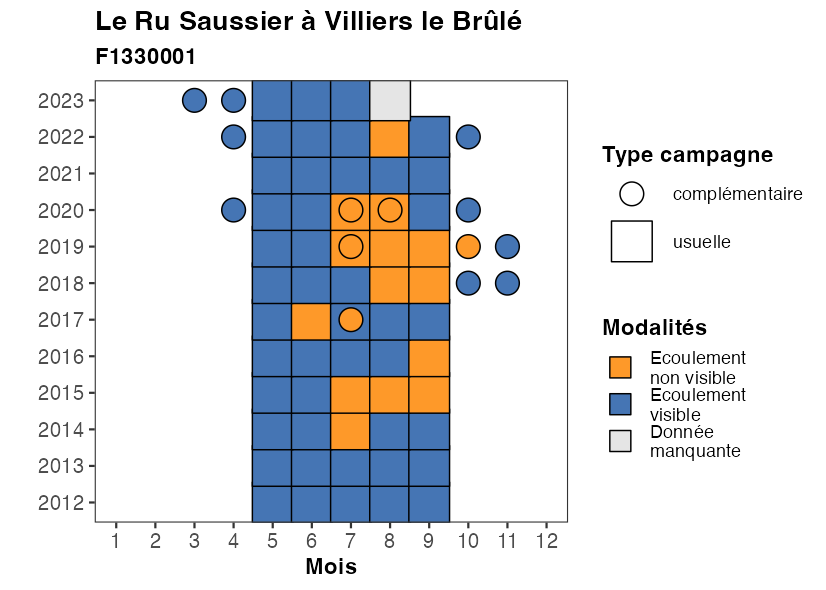 Le Ru Saussier à Villiers le Brûlé
F1330001
2023
2022
2021
2020
2019
2018
2017
2016
2015
2014
2013
2012
1 2 3 4 5 6 7 8 9 10 11 12
Mois
Type campagne
complémentaire
usuelle
Modalités
Ecoulement
non visible
Ecoulement
visible
Donnée
manquante